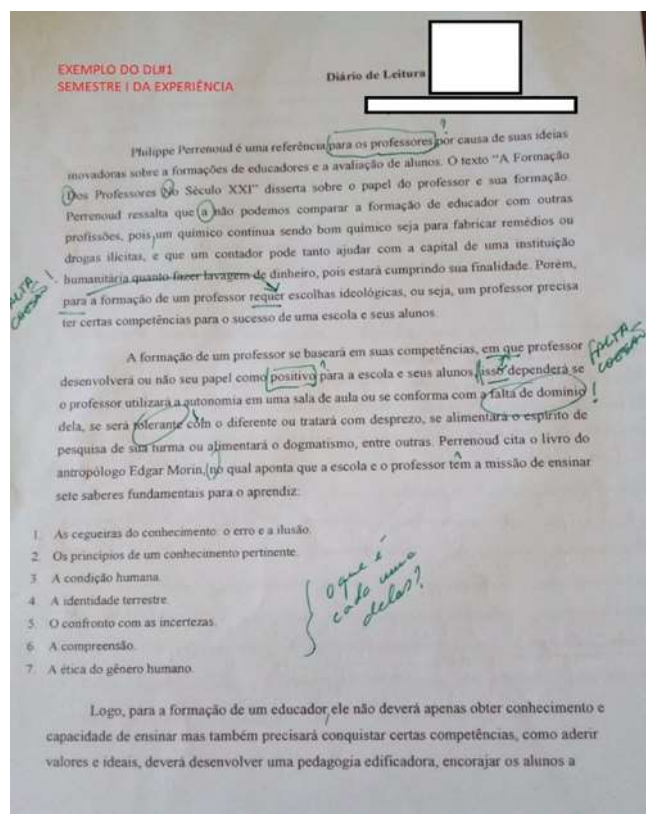 EXEMPLO DO DL#1
SEMESTRE I DA EXPERIÊNCIA
Diário de Leitura
?
Philippe Perrenoud é uma referência para os professores por causa de suas ideias
inovadoras sobre a formações de educadores e a avaliação de alunos. O texto “A Formação
Dos Professores No Século XXI” disserta sobre o papel do professor e sua formação.
Perrenoud ressalta que a não podemos comparar a formação de educador com outras
profissões, pois um químico continua sendo bom químico seja para fabricar remédios ou
drogas ilícitas, e que um contador pode tanto ajudar com a capital de uma instituição
humanitária quanto fazer lavagem de dinheiro, pois estará cumprindo sua finalidade. Porém,
FALTA COESÃO!
para a formação de um professor requer escolhas ideológicas, ou seja, um professor precisa
ter certas competências para o sucesso de uma escola e seus alunos.
A formação de um professor se baseará em suas competências, em que professor
FALTA COESÃO
desenvolverá ou não seu papel como positivo para a escola e seus alunos, isso dependerá se
o professor utilizará a autonomia em uma sala de aula ou se conforma com a falta de domínio
!
dela, se será tolerante com o diferente ou tratará com desprezo, se alimentará o espírito de
pesquisa de sua turma ou alimentará o dogmatismo, entre outras. Perrenoud cita o livro do
antropólogo Edgar Morin, no qual aponta que a escola e o professor tem a missão de ensinar
sete saberes fundamentais para o aprendiz:
1. As cegueiras do conhecimento: o erro e a ilusão.
2. Os princípios de um conhecimento pertinente.
3. A condição humana.
4. A identidade terrestre.
5. O confronto com as incertezas.
6. A compreensão.
7. A ética do gênero humano.
o que é
cada uma
delas?
Logo, para a formação de um educador ele não deverá apenas obter conhecimento e
capacidade de ensinar mas também precisará conquistar certas competências, como aderir
valores e ideais, deverá desenvolver uma pedagogia edificadora, encorajar os alunos a